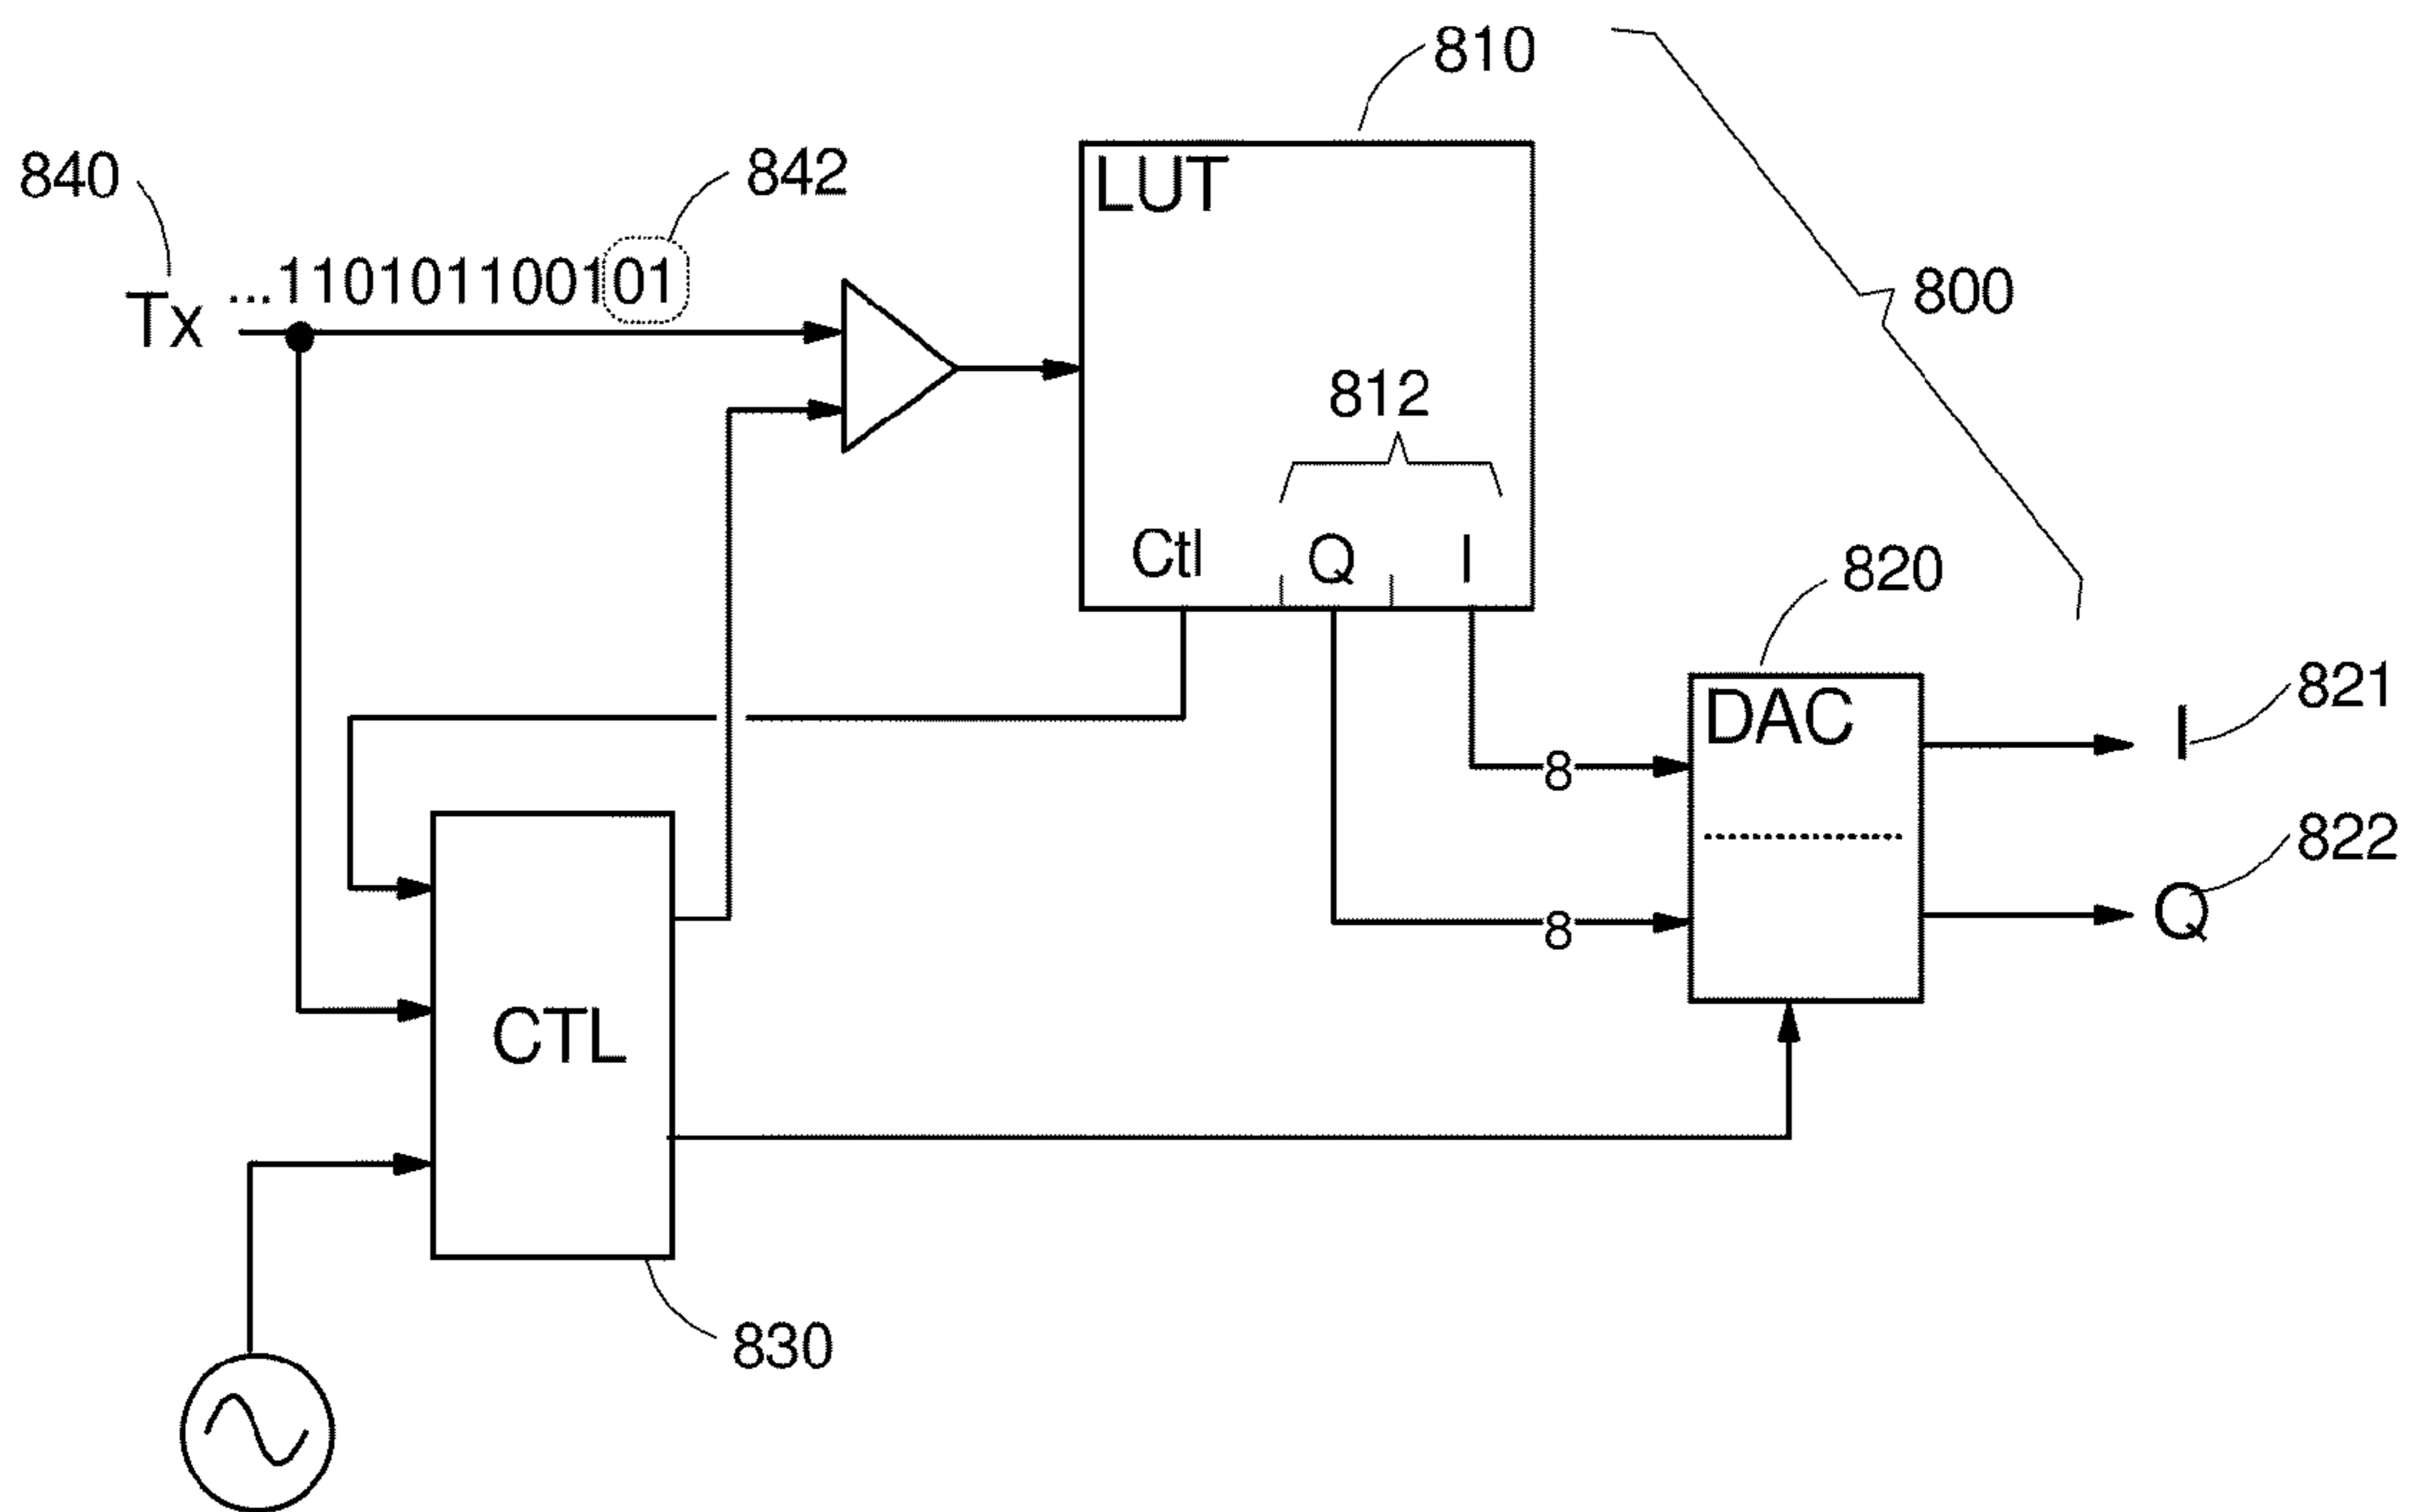 810
840
842
LUT
...110101100101
Tx
800
812
Ctl Q I
820
821
DAC
I
8
822
8
Q
CTL
830